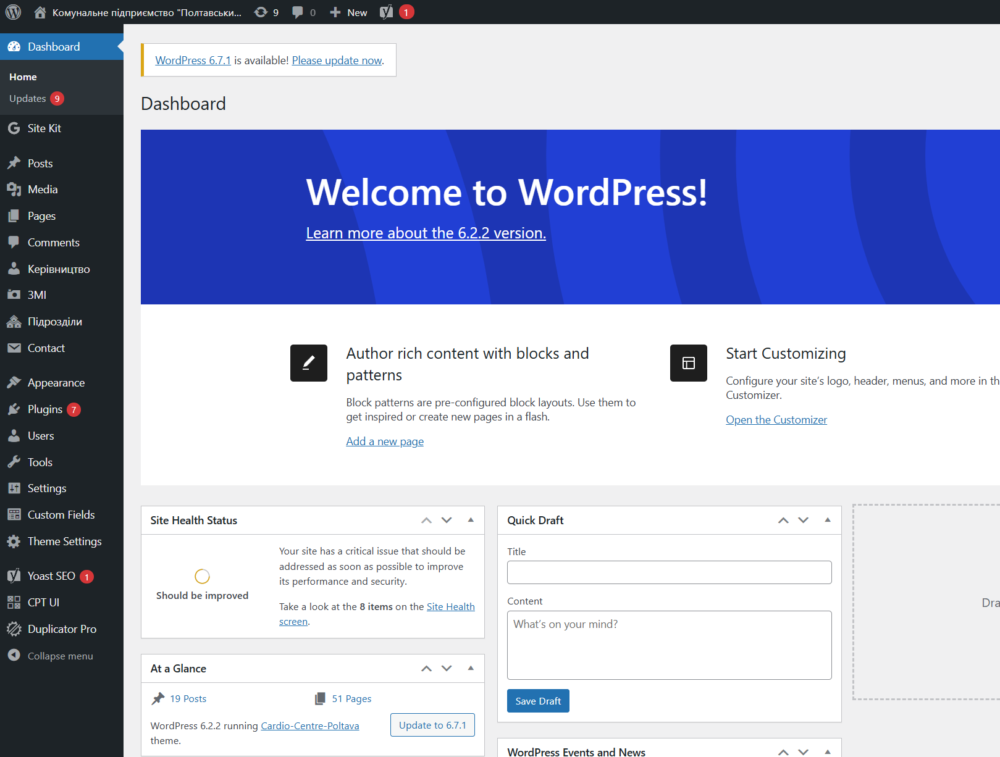 Комунальне підприємство "Полтавськи...
9
0
New
1
Dashboard
Home
Updates 9
Site Kit
Posts
Media
Pages
Comments
Керівництво
ЗМІ
Підрозділи
Contact
Appearance
Plugins 7
Users
Tools
Settings
Custom Fields
Theme Settings
Yoast SEO 1
CPT UI
Duplicator Pro
Collapse menu
WordPress 6.7.1 is available! Please update now.
Dashboard
Welcome to WordPress!
Learn more about the 6.2.2 version.
Author rich content with blocks and
patterns
Block patterns are pre-configured block layouts. Use them to
get inspired or create new pages in a flash.
Add a new page
Start Customizing
Configure your site’s logo, header, menus, and more in th
Customizer.
Open the Customizer
Site Health Status
Should be improved
Your site has a critical issue that should be
addressed as soon as possible to improve
its performance and security.
Take a look at the 8 items on the Site Health
screen.
At a Glance
19 Posts
51 Pages
WordPress 6.2.2 running Cardio-Centre-Poltava
theme.
Update to 6.7.1
Quick Draft
Title
Content
What’s on your mind?
Save Draft
WordPress Events and News
Dra